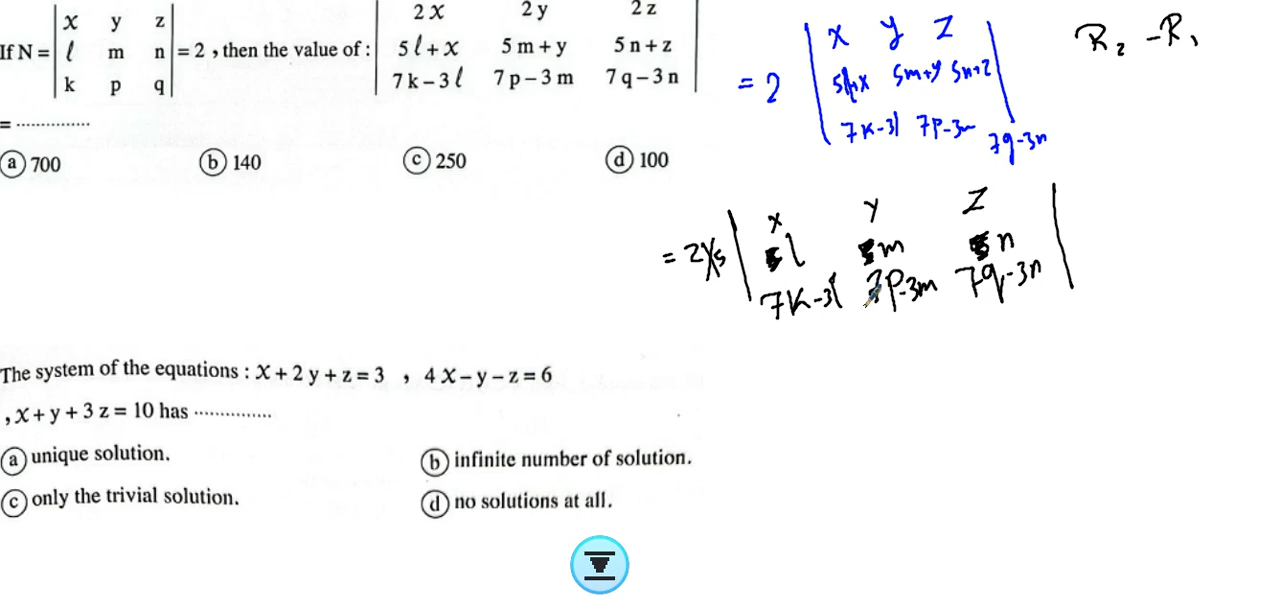 If N = | x y z | = 2 , then the value of : | 2x 2y 2z |
| ℓ m n | | 5ℓ+x 5m+y 5n+z |
| k p q | | 7k−3ℓ 7p−3m 7q−3n |
= ..............
(a) 700 (b) 140 (c) 250 (d) 100
= 2 | x y z | R₂ - R₁
| 5l+x 5m+y 5n+z |
| 7k-3l 7p-3m 7q-3n |
= 2×5 | x y z |
| l m n |
| 7k-3l 7p-3m 7q-3n |
The system of the equations : x + 2 y + z = 3 , 4 x − y − z = 6
, x + y + 3 z = 10 has ..............
(a) unique solution. (b) infinite number of solution.
(c) only the trivial solution. (d) no solutions at all.